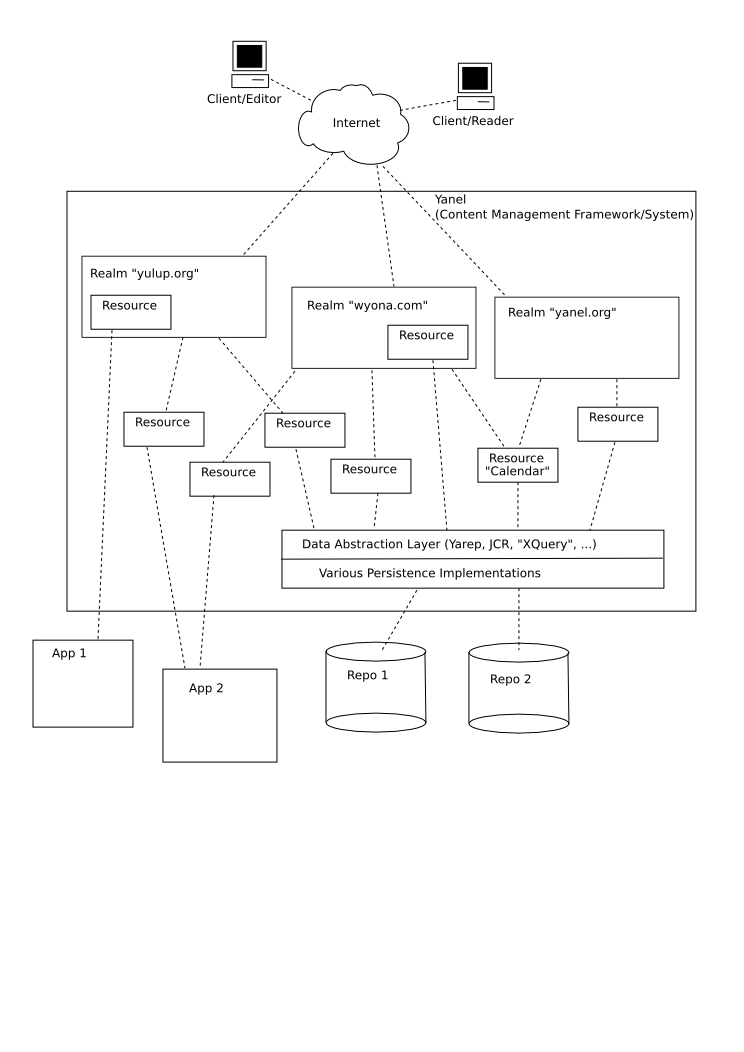 Client/Editor
Client/Reader
Internet
Yanel
(Content Management Framework/System)
Realm "yulup.org"
Resource
Realm "wyona.com"
Resource
Realm "yanel.org"
Resource
Resource
Resource
Resource
Resource
"Calendar"
Resource
Data Abstraction Layer (Yarep, JCR, "XQuery", ...)
Various Persistence Implementations
App 1
App 2
Repo 1
Repo 2